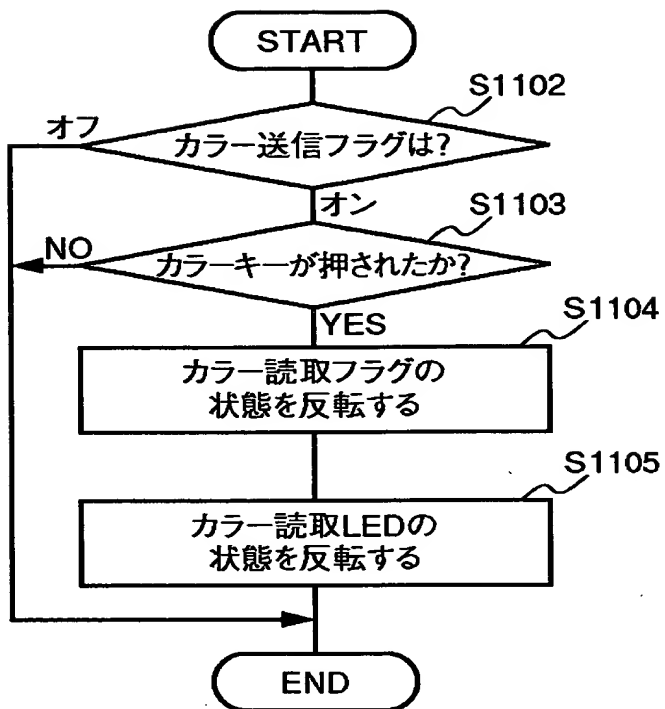 START
S1102
オフ
カラー送信フラグは?
オン
S1103
NO
カラーキーが押されたか?
YES
S1104
カラー読取フラグの
状態を反転する
S1105
カラー読取LEDの
状態を反転する
END